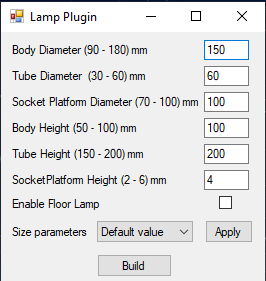 Lamp Plugin
Body Diameter (90 - 180) mm 150
Tube Diameter (30 - 60) mm 60
Socket Platform Diameter (70 - 100) mm 100
Body Height (50 - 100) mm 100
Tube Height (150 - 200) mm 200
SocketPlatform Height (2 - 6) mm 4
Enable Floor Lamp
Size parameters Default value Apply
Build